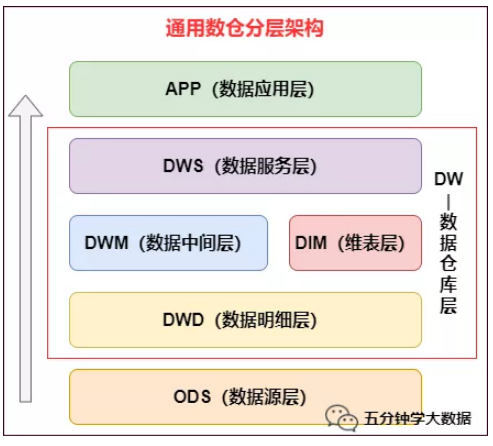 通用数仓分层架构
APP（数据应用层）
DWS（数据服务层）
DWM（数据中间层）
DIM（维表层）
DW—数据仓库层
DWD（数据明细层）
ODS（数据源层）
五分钟学大数据